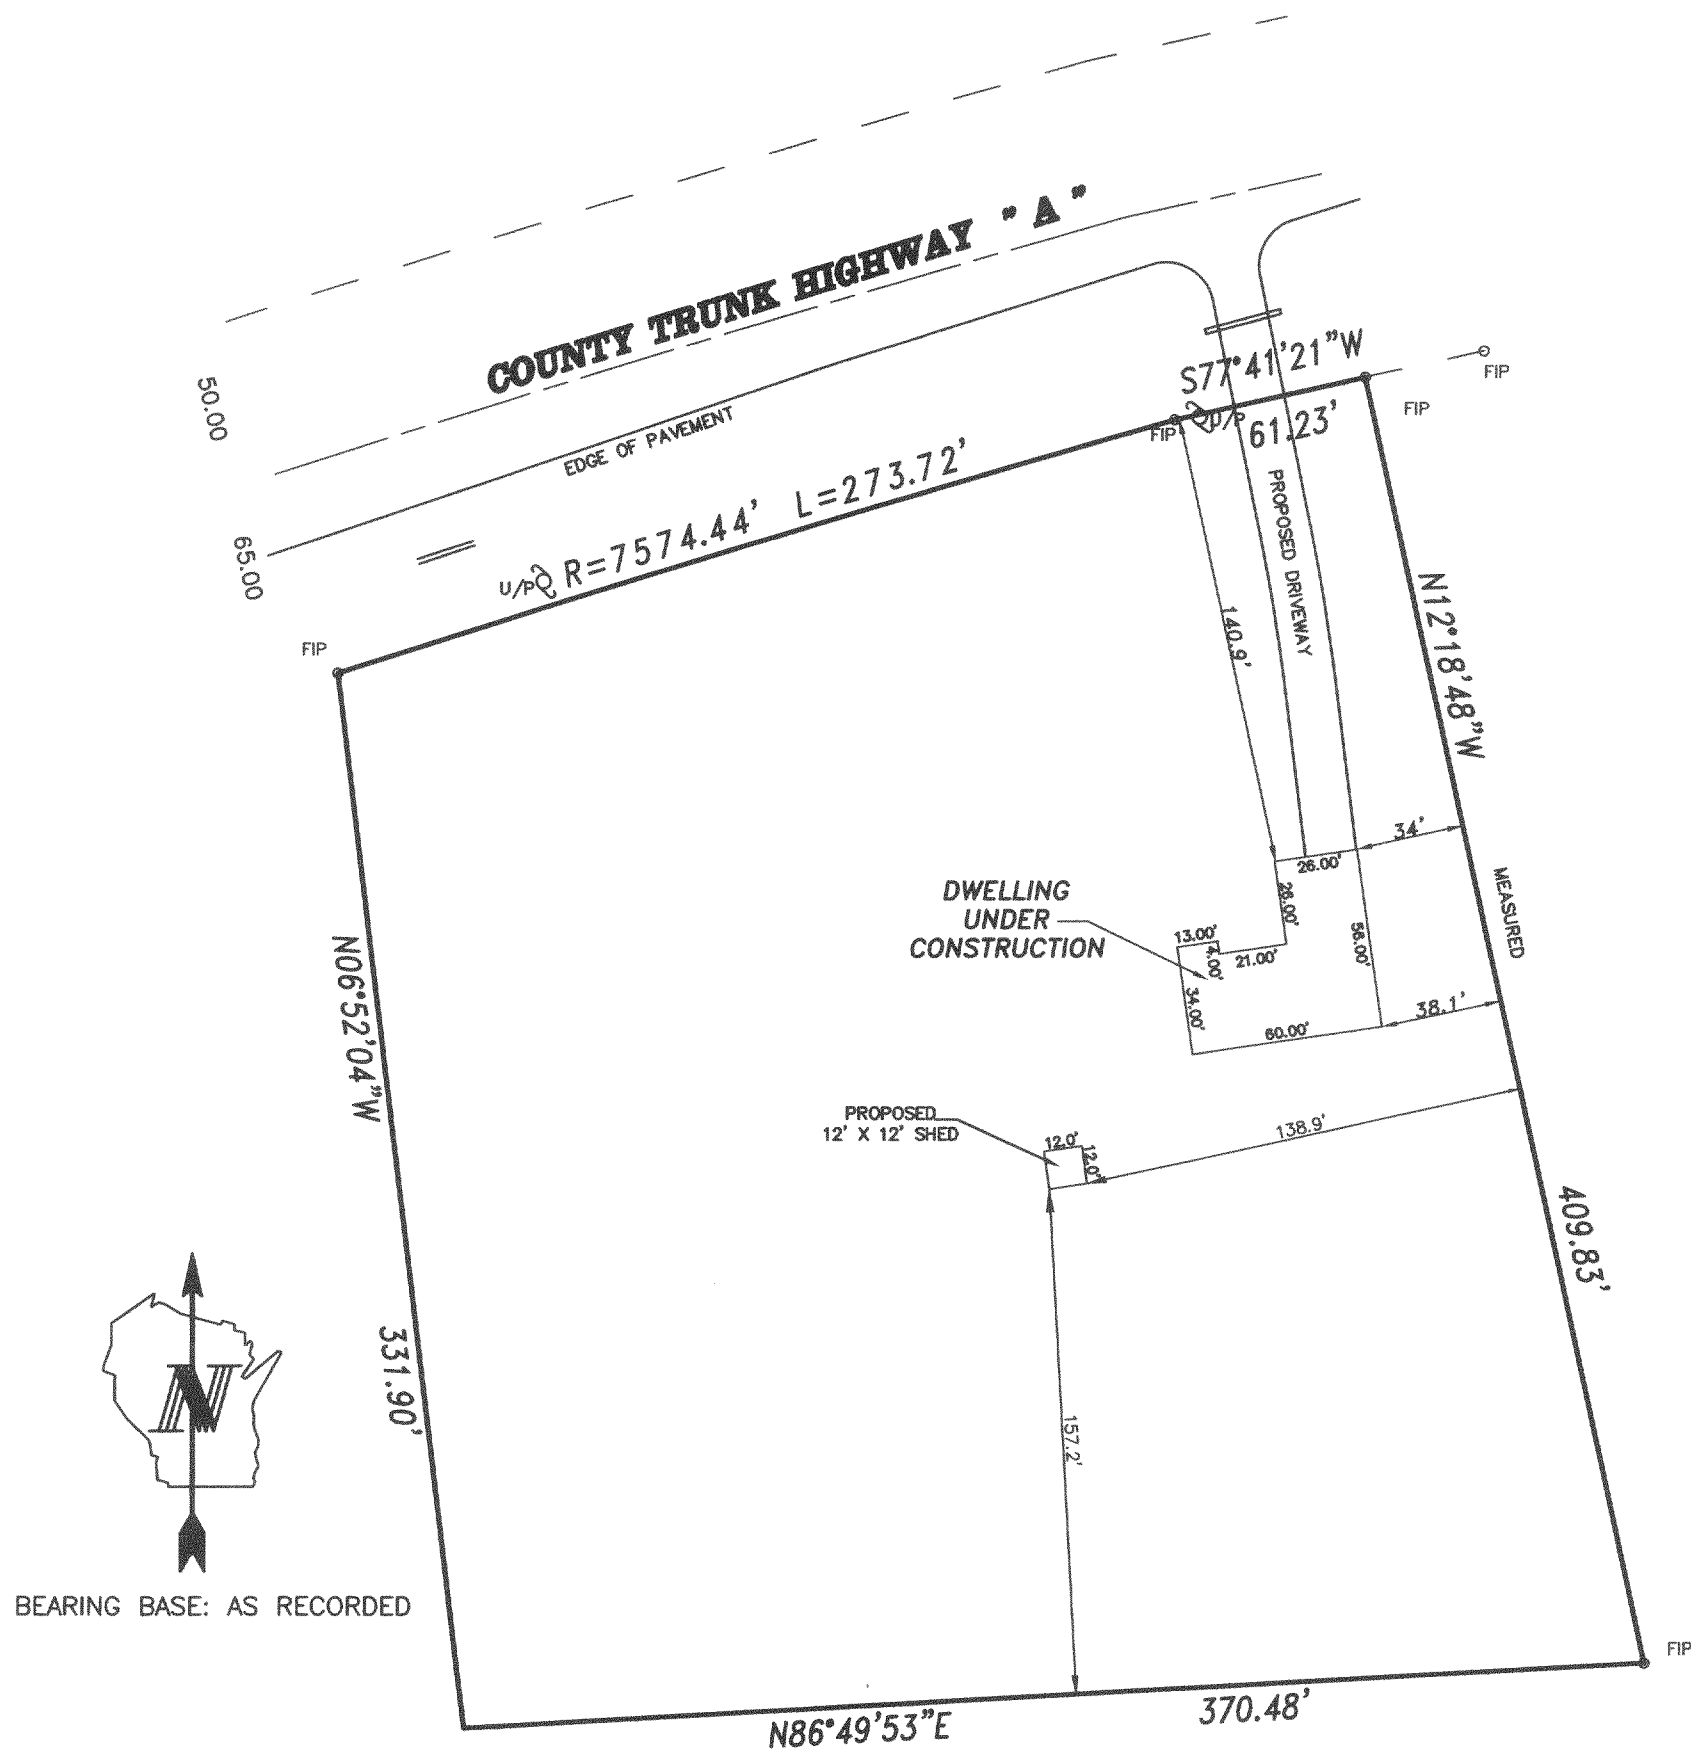 COUNTY TRUNK HIGHWAY " A "
50.00
EDGE OF PAVEMENT
65.00
S77°41'21"W
FIP
FIP
FIP
U/P
61.23'
R=7574.44' L=273.72'
U/P
FIP
PROPOSED DRIVEWAY
140.9'
N12°18'48"W
34'
26.00'
26.00'
MEASURED
DWELLING
UNDER
CONSTRUCTION
13.00'
4.00'
21.00'
56.00'
34.00'
60.00'
38.1'
N06°52'04"W
PROPOSED
12' X 12' SHED
12.0'
12.0'
138.9'
409.83'
331.90'
157.2'
N
BEARING BASE: AS RECORDED
FIP
N86°49'53"E
370.48'